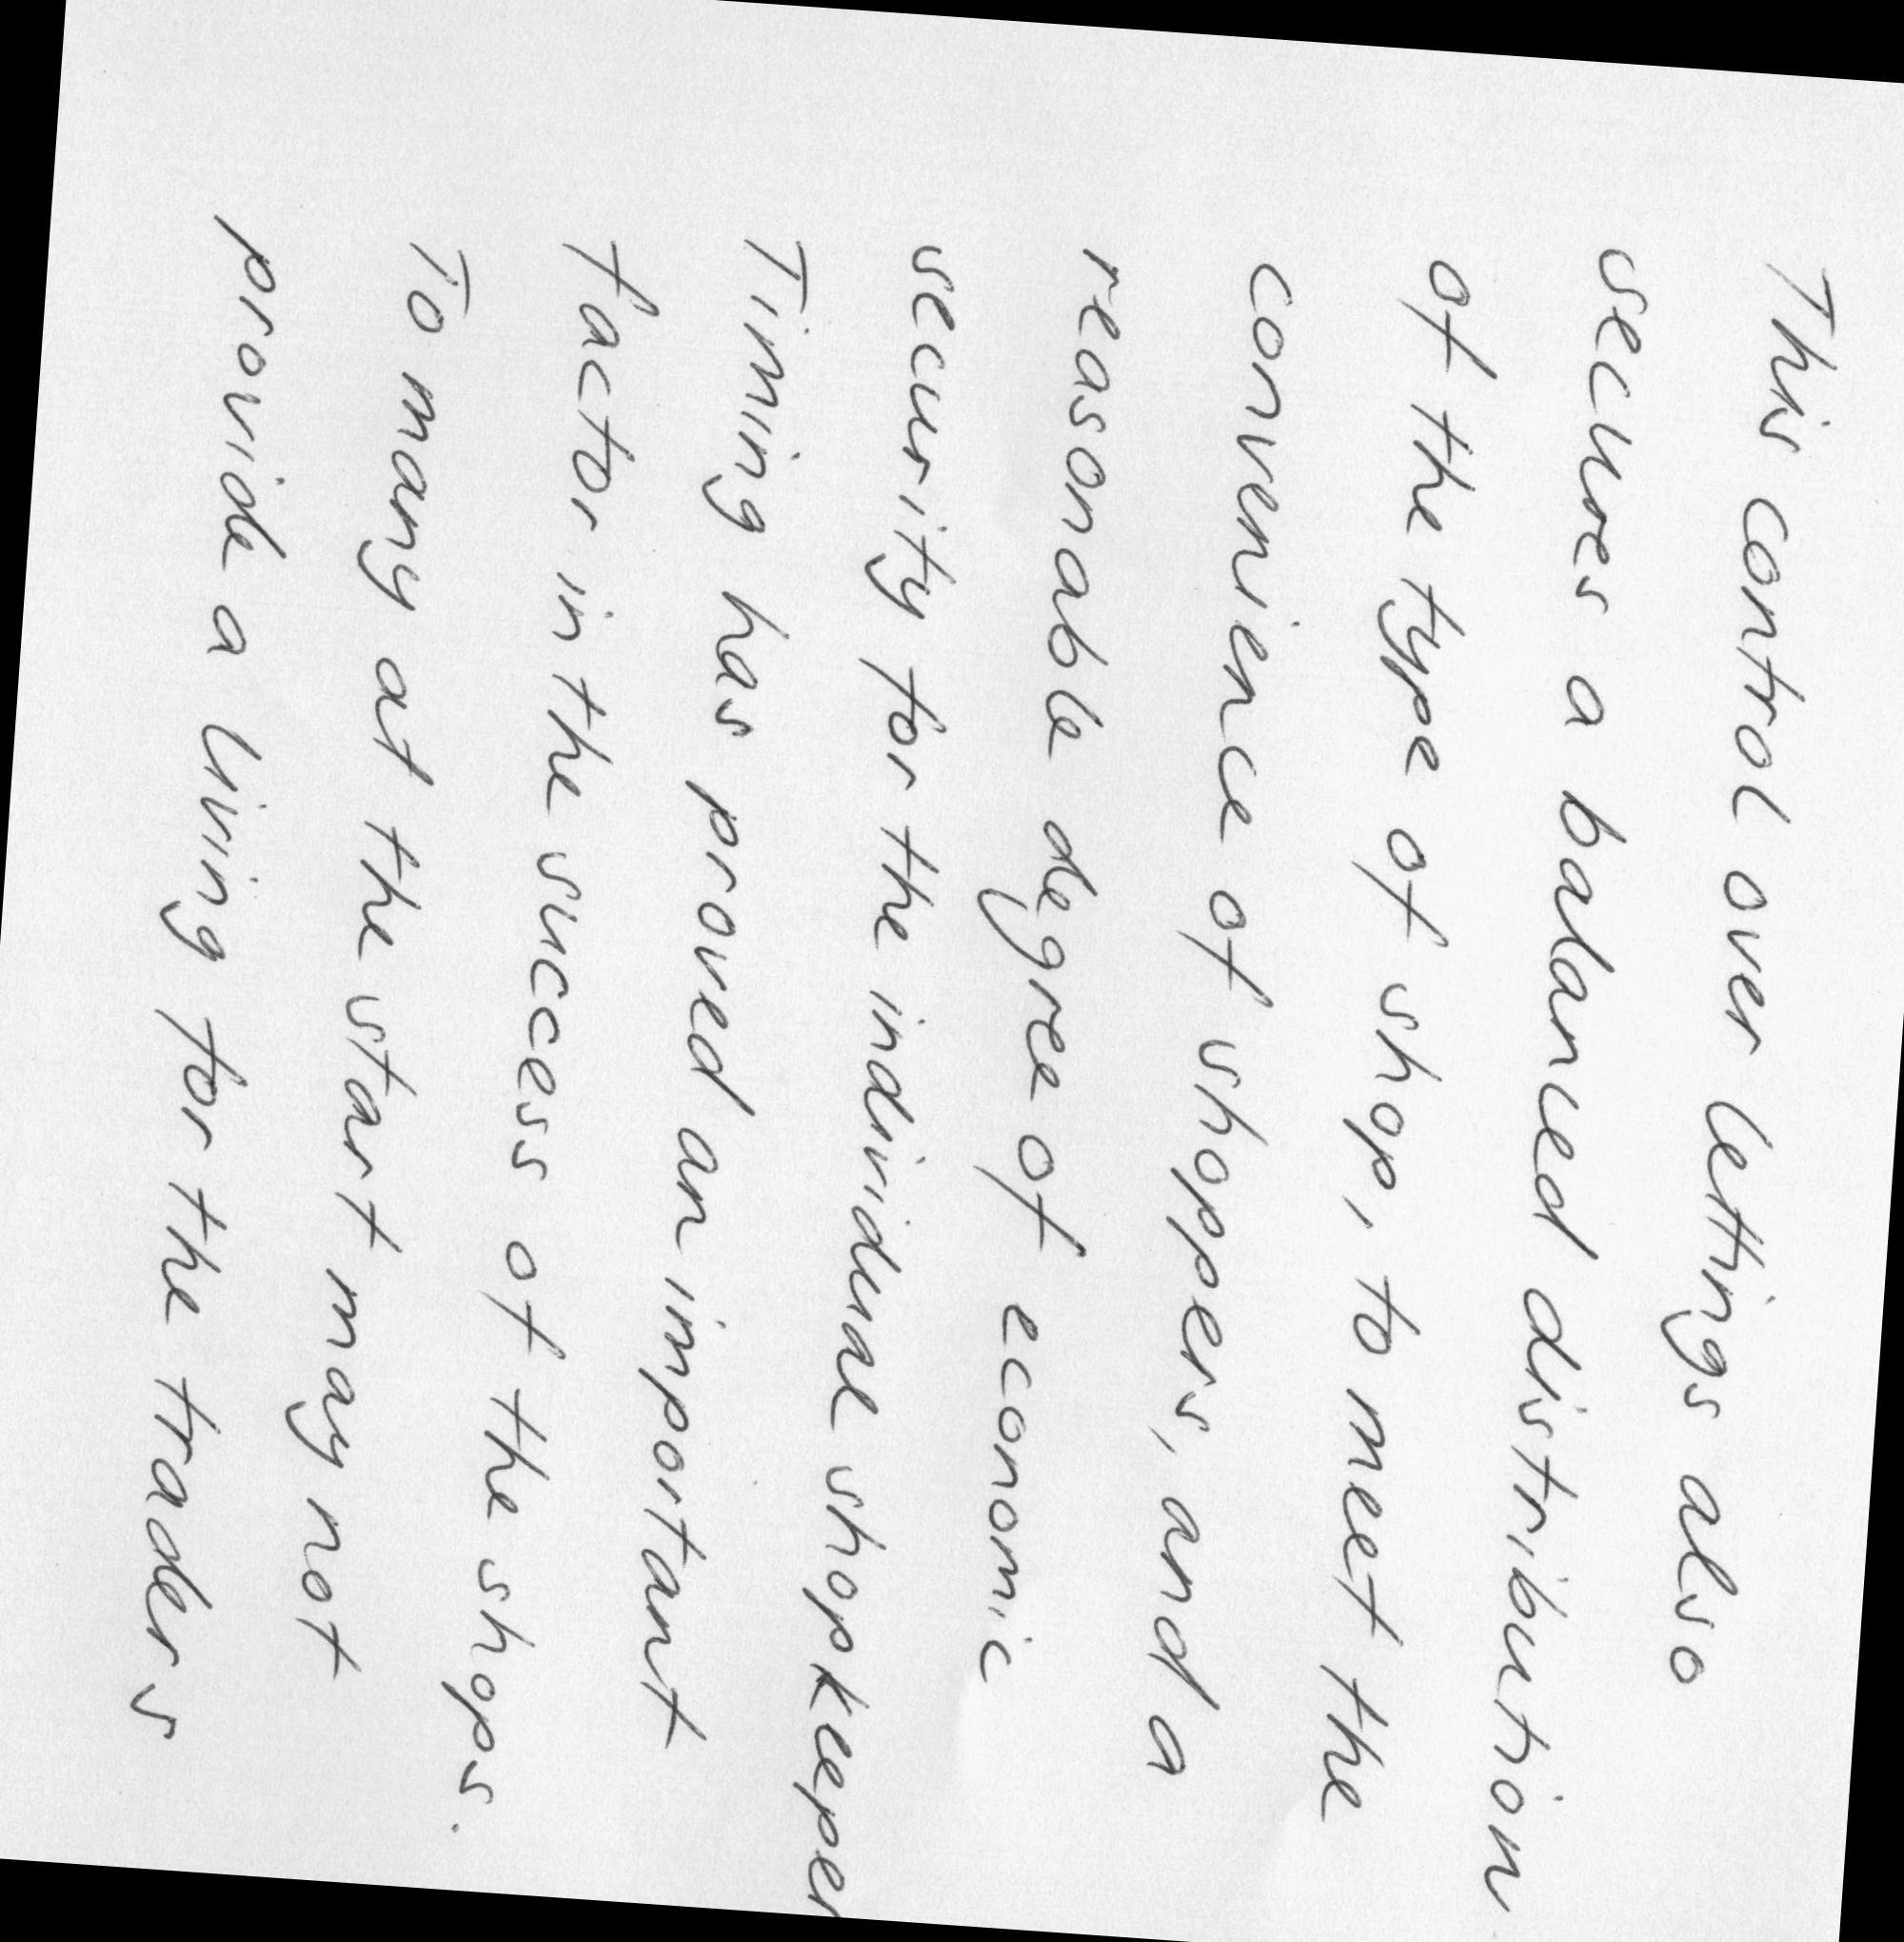 This control over lettings also
secures a balanced distribution
of the type of shop, to meet the
convenience of shoppers, and a
reasonable degree of economic
security for the individual shopkeeper
Timing has proved an important
factor in the success of the shops.
To many at the start may not
provide a living for the traders